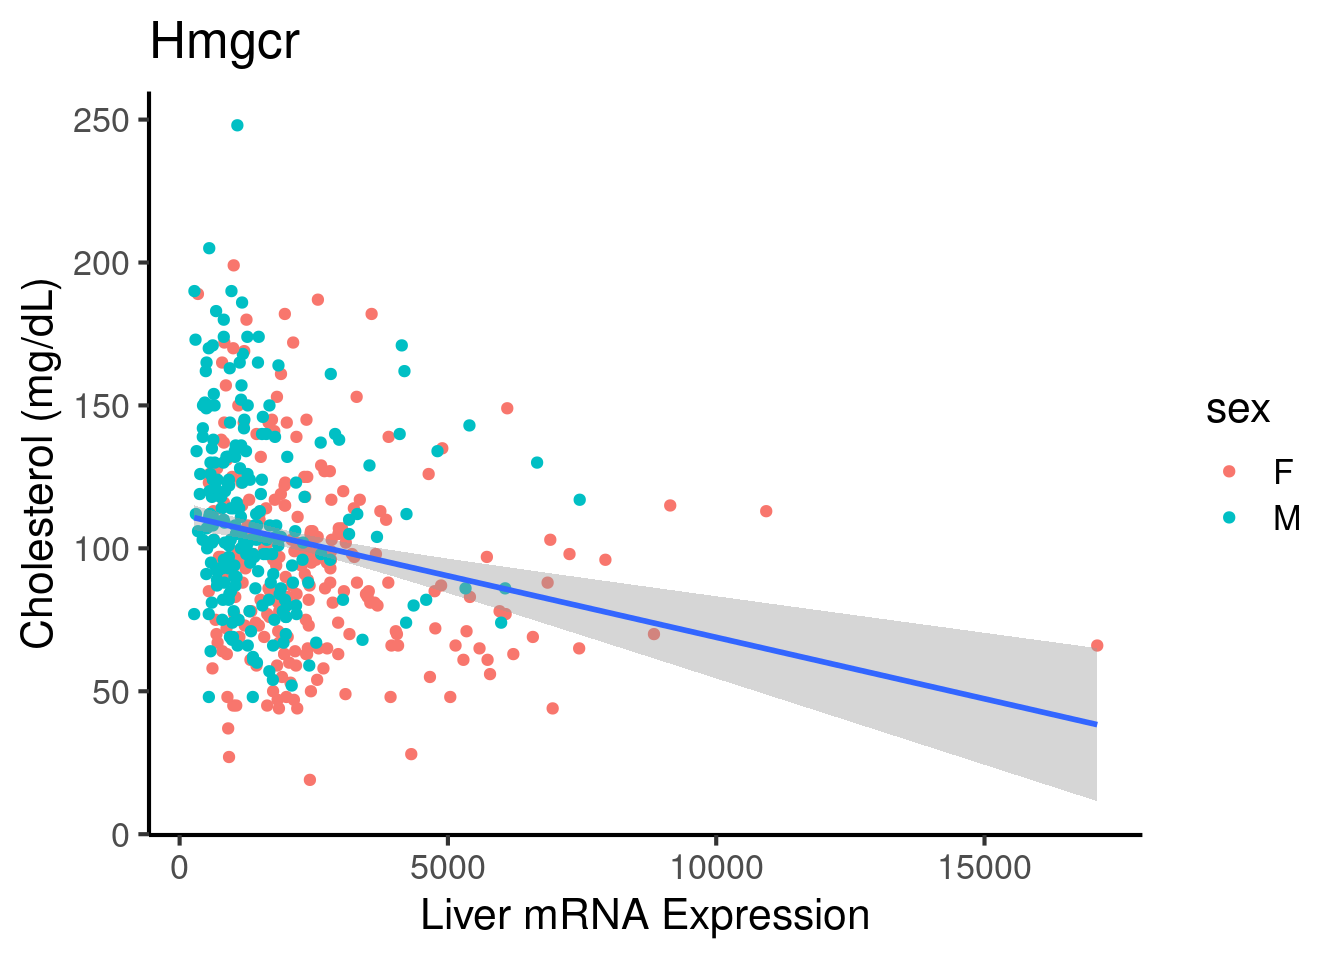 Hmgcr
250
200
150
100
50
0
Cholesterol (mg/dL)
0 5000 10000 15000
Liver mRNA Expression
sex
F
M